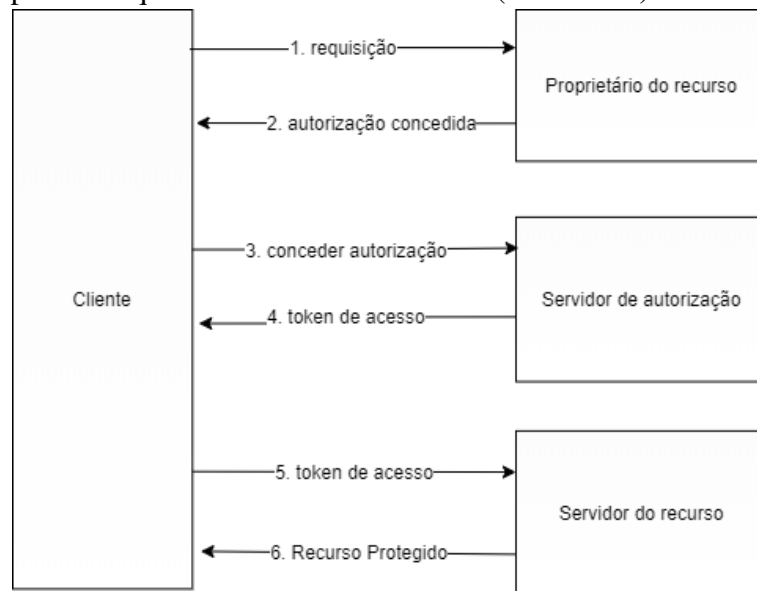 1. requisição
Proprietário do recurso
2. autorização concedida
3. conceder autorização
Cliente
Servidor de autorização
4. token de acesso
5. token de acesso
Servidor do recurso
6. Recurso Protegido